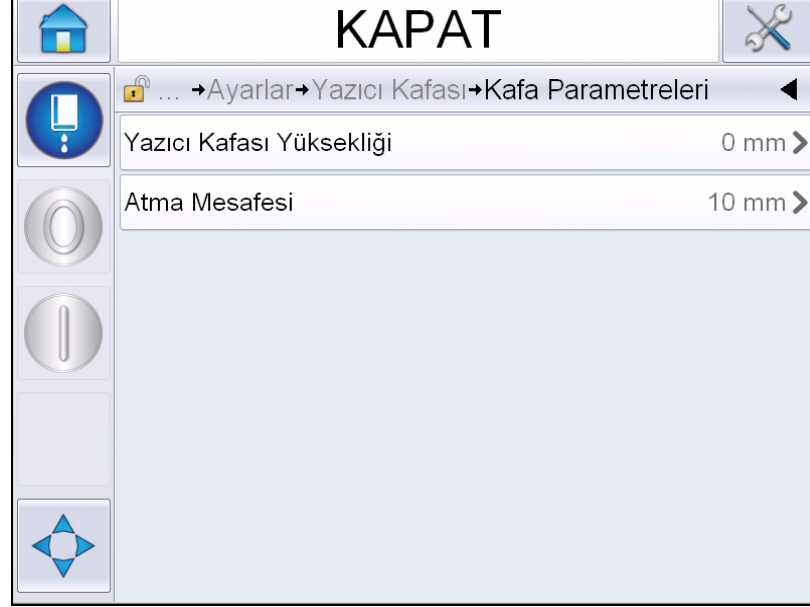 KAPAT
... →Ayarlar→Yazıcı Kafası→Kafa Parametreleri
Yazıcı Kafası Yüksekliği 0 mm
Atma Mesafesi 10 mm